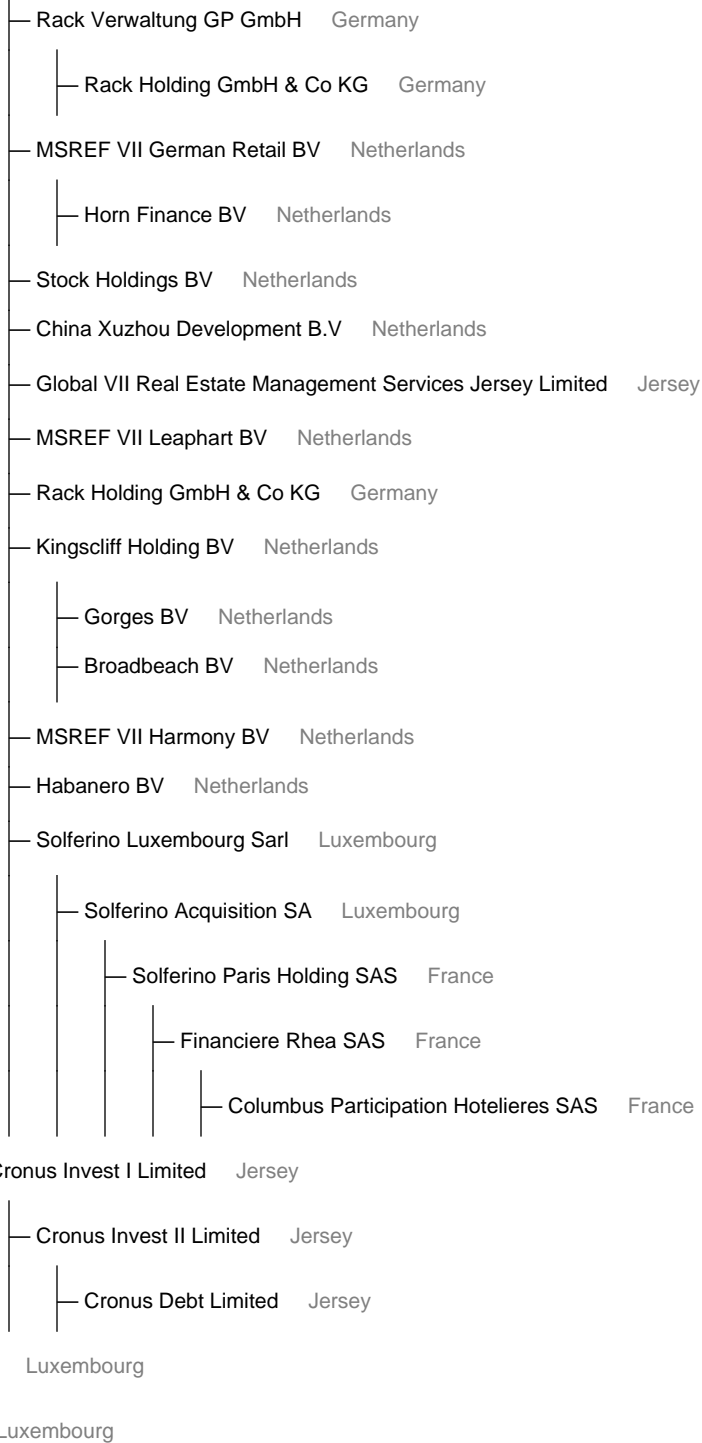 Rack Verwaltung GP GmbH Germany
Rack Holding GmbH & Co KG Germany
MSREF VII German Retail BV Netherlands
Horn Finance BV Netherlands
Stock Holdings BV Netherlands
China Xuzhou Development B.V Netherlands
Global VII Real Estate Management Services Jersey Limited Jersey
MSREF VII Leaphart BV Netherlands
Rack Holding GmbH & Co KG Germany
Kingscliff Holding BV Netherlands
Gorges BV Netherlands
Broadbeach BV Netherlands
MSREF VII Harmony BV Netherlands
Habanero BV Netherlands
Solferino Luxembourg Sarl Luxembourg
Solferino Acquisition SA Luxembourg
Solferino Paris Holding SAS France
Financiere Rhea SAS France
Columbus Participation Hotelieres SAS France
Cronus Invest I Limited Jersey
Cronus Invest II Limited Jersey
Cronus Debt Limited Jersey
Luxembourg
Luxembourg